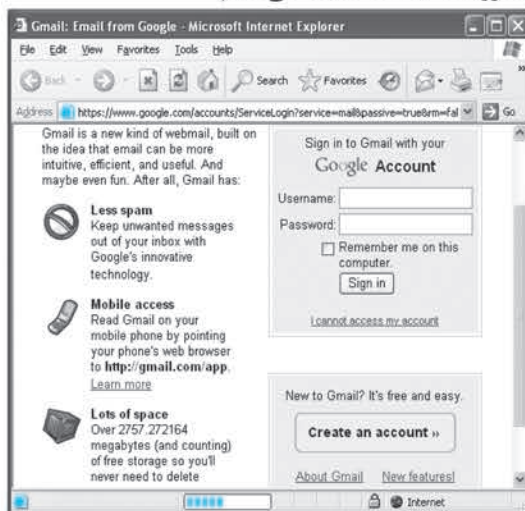 Gmail: Email from Google - Microsoft Internet Explorer
File Edit View Favorites Tools Help
Back Search Favorites
Address https://www.google.com/accounts/ServiceLogin?service=mail&passive=true&rm=fal Go
Gmail is a new kind of webmail, built on
the idea that email can be more
intuitive, efficient, and useful. And
maybe even fun. After all, Gmail has:
Less spam
Keep unwanted messages
out of your inbox with
Google's innovative
technology.
Mobile access
Read Gmail on your
mobile phone by pointing
your phone's web browser
to http://gmail.com/app.
Learn more
Lots of space
Over 2757.272164
megabytes (and counting)
of free storage so you'll
never need to delete
Sign in to Gmail with your
Google Account
Username:
Password:
Remember me on this
computer.
Sign in
I cannot access my account
New to Gmail? It's free and easy.
Create an account »
About Gmail New features!
Internet